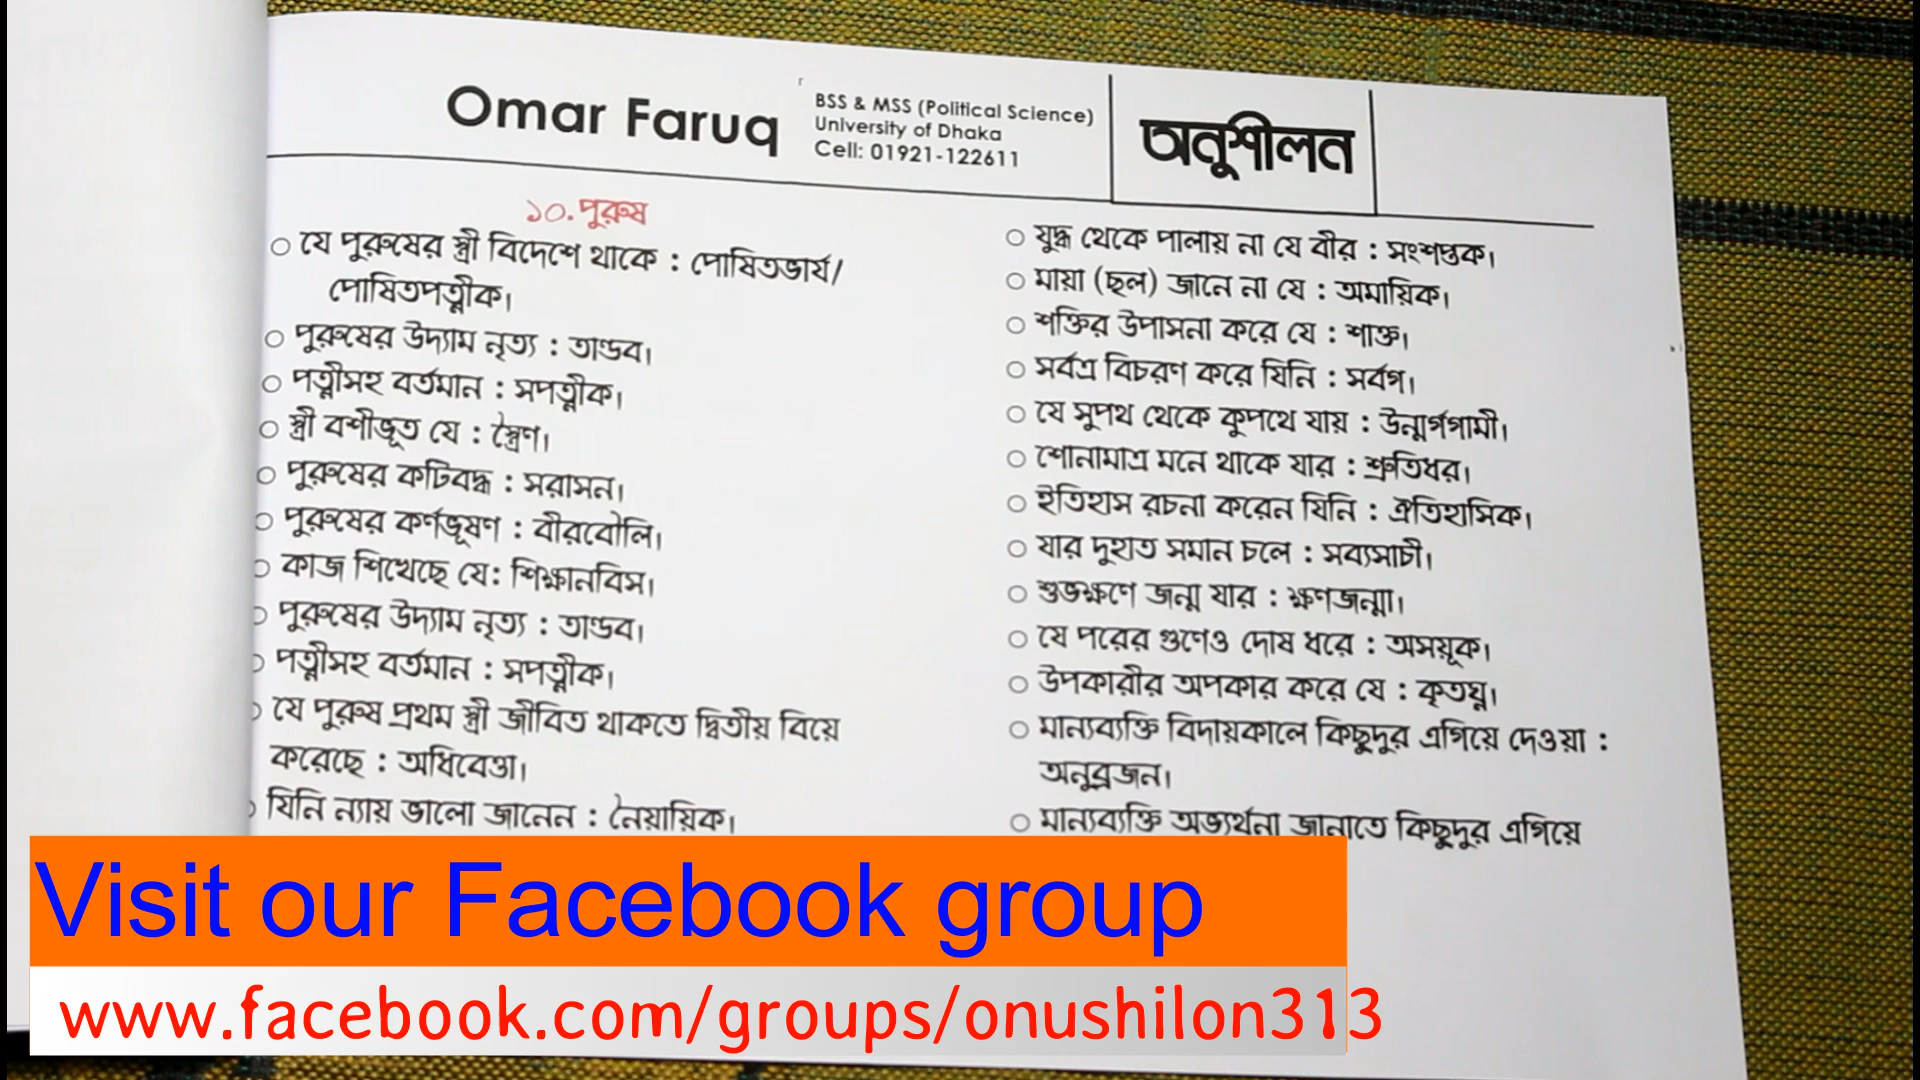 Omar Faruq
BSS & MSS (Political Science)
University of Dhaka
Cell: 01921-122611
অনুশীলন
১০. পুরুষ
○ যে পুরুষের স্ত্রী বিদেশে থাকে : পোষিতভার্য/
পোষিতপত্নীক।
○ পুরুষের উদ্যাম নৃত্য : তাণ্ডব।
○ পত্নীসহ বর্তমান : সপত্নীক।
○ স্ত্রী বশীভূত যে : স্ত্রৈণ।
○ পুরুষের কটিবদ্ধ : সরাসন।
○ পুরুষের কর্ণভূষণ : বীরবৌলি।
○ কাজ শিখেছে যে: শিক্ষানবিস।
○ পুরুষের উদ্যাম নৃত্য : তাণ্ডব।
○ পত্নীসহ বর্তমান : সপত্নীক।
○ যে পুরুষ প্রথম স্ত্রী জীবিত থাকতে দ্বিতীয় বিয়ে
করেছে : অধিবেত্তা।
○ যিনি ন্যায় ভালো জানেন : নৈয়ায়িক।
○ যুদ্ধ থেকে পালায় না যে বীর : সংশপ্তক।
○ মায়া (ছল) জানে না যে : অমায়িক।
○ শক্তির উপাসনা করে যে : শাক্ত।
○ সর্বত্র বিচরণ করে যিনি : সর্বগ।
○ যে সুপথ থেকে কুপথে যায় : উন্মার্গগামী।
○ শোনামাত্র মনে থাকে যার : শ্রুতিধর।
○ ইতিহাস রচনা করেন যিনি : ঐতিহাসিক।
○ যার দুহাত সমান চলে : সব্যসাচী।
○ শুভক্ষণে জন্ম যার : ক্ষণজন্মা।
○ যে পরের গুণেও দোষ ধরে : অসয়ূক।
○ উপকারীর অপকার করে যে : কৃতঘ্ন।
○ মান্যব্যক্তি বিদায়কালে কিছুদুর এগিয়ে দেওয়া :
অনুব্রজন।
○ মান্যব্যক্তি অভ্যর্থনা জানাতে কিছুদুর এগিয়ে
Visit our Facebook group
www.facebook.com/groups/onushilon313